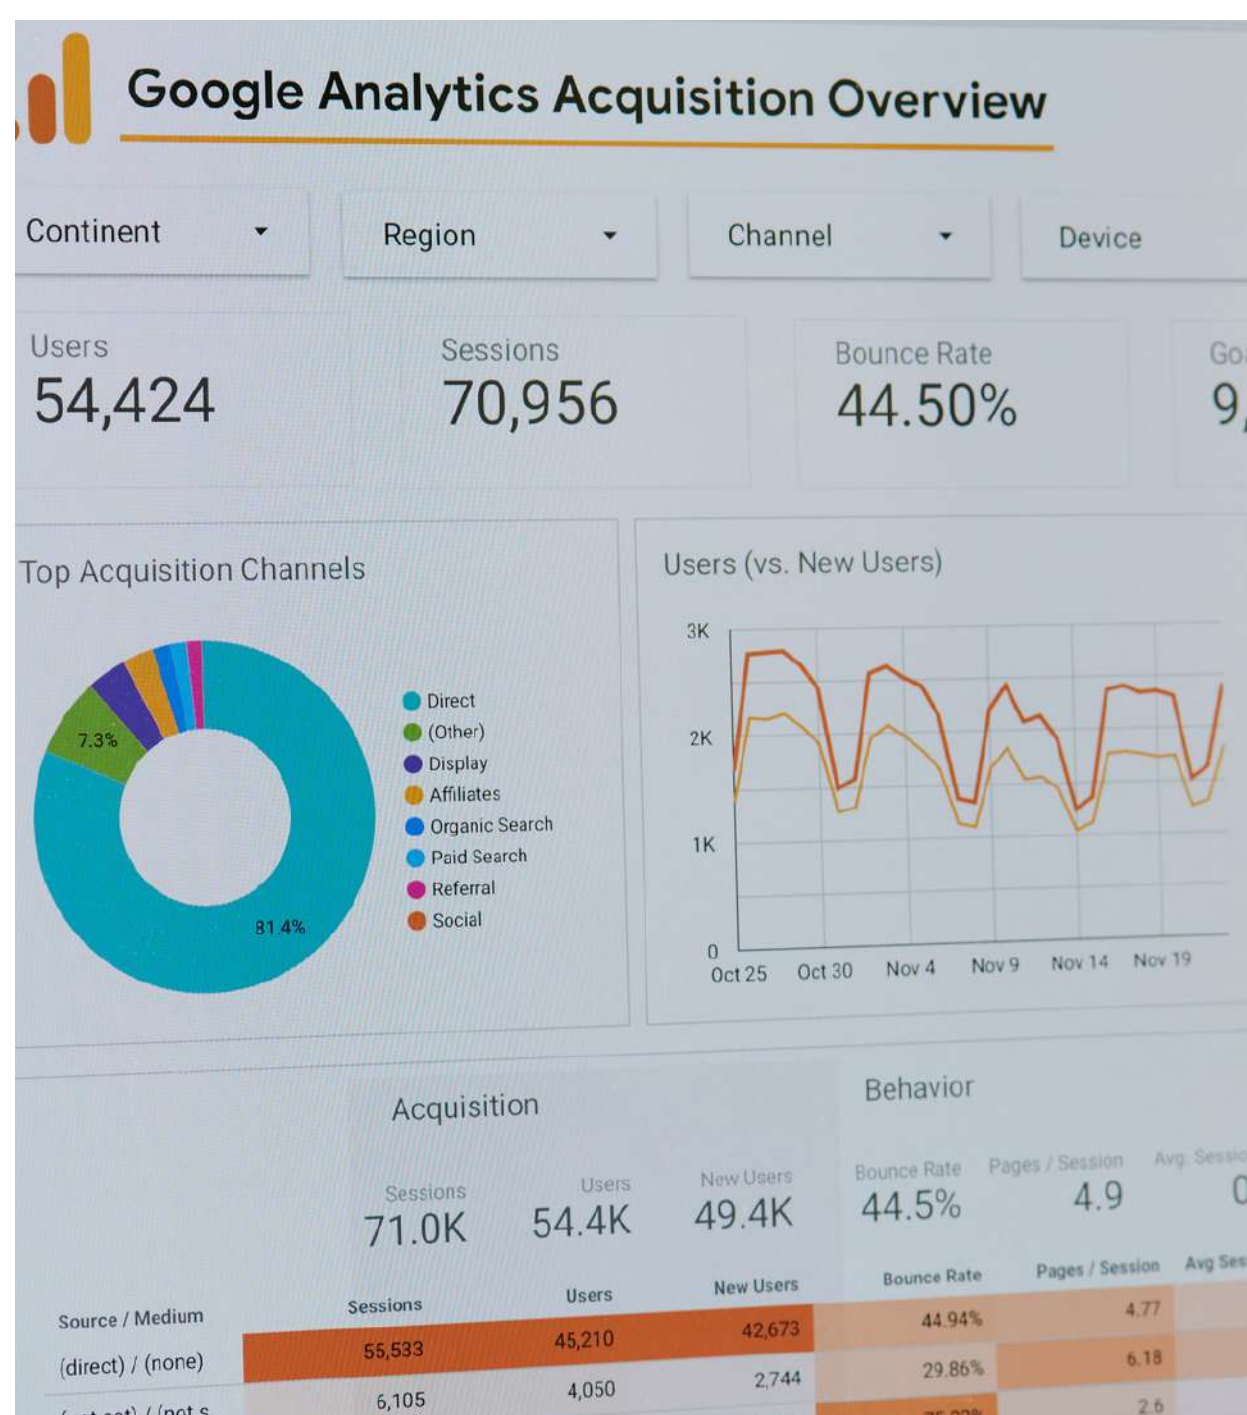 Google Analytics Acquisition Overview
Continent Region Channel Device
Users Sessions Bounce Rate
54,424 70,956 44.50%
Top Acquisition Channels
7.3%
81.4%
Direct
(Other)
Display
Affiliates
Organic Search
Paid Search
Referral
Social
Users (vs. New Users)
3K
2K
1K
0
Oct 25 Oct 30 Nov 4 Nov 9 Nov 14 Nov 19
Acquisition Behavior
Sessions Users New Users Bounce Rate Pages / Session Avg.
71.0K 54.4K 49.4K 44.5% 4.9
Source / Medium Sessions Users New Users Bounce Rate Pages / Session Avg
(direct) / (none) 55,533 45,210 42,673 44.94% 4.77
6,105 4,050 2,744 29.86% 6.18
2.6